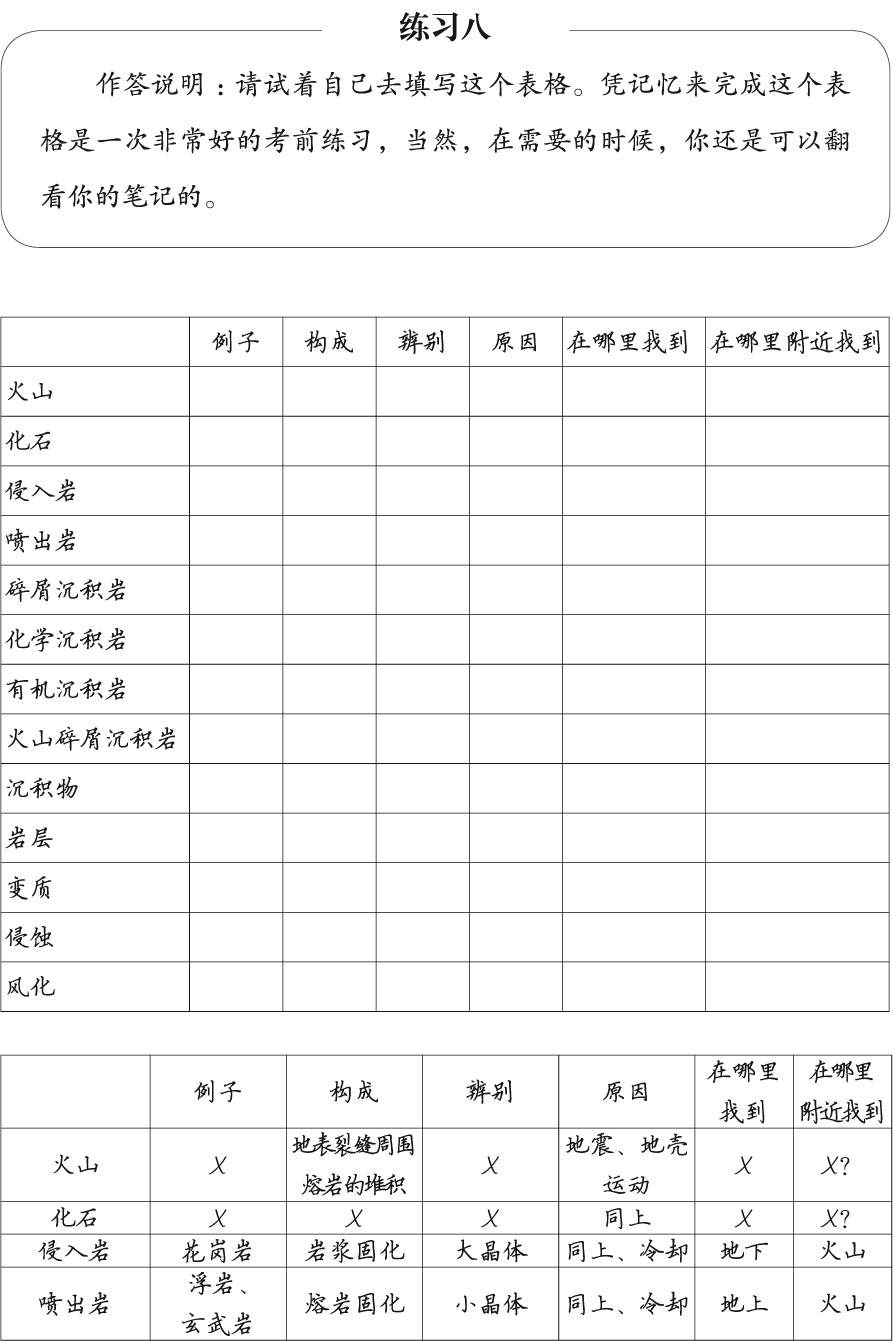 练习八
作答说明：请试着自己去填写这个表格。凭记忆来完成这个表
格是一次非常好的考前练习，当然，在需要的时候，你还是可以翻
看你的笔记的。
例子 构成 辨别 原因 在哪里找到 在哪里附近找到
火山
化石
侵入岩
喷出岩
碎屑沉积岩
化学沉积岩
有机沉积岩
火山碎屑沉积岩
沉积物
岩层
变质
侵蚀
风化
例子 构成 辨别 原因 在哪里找到 在哪里附近找到
火山 X 地表裂缝周围熔岩的堆积 X 地震、地壳运动 X X?
化石 X X X 同上 X X?
侵入岩 花岗岩 岩浆固化 大晶体 同上、冷却 地下 火山
喷出岩 浮岩、玄武岩 熔岩固化 小晶体 同上、冷却 地上 火山